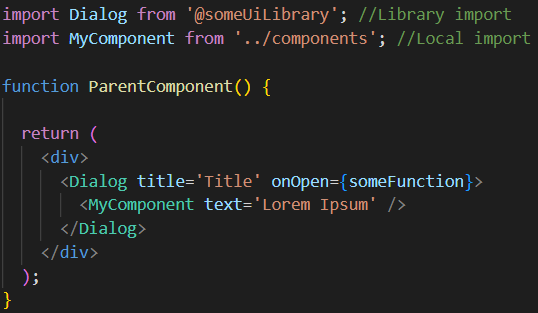 import Dialog from '@someUiLibrary'; //Library import
import MyComponent from '../components'; //Local import
function ParentComponent() {
return (
<div>
<Dialog title='Title' onOpen={someFunction}>
<MyComponent text='Lorem Ipsum' />
</Dialog>
</div>
);
}